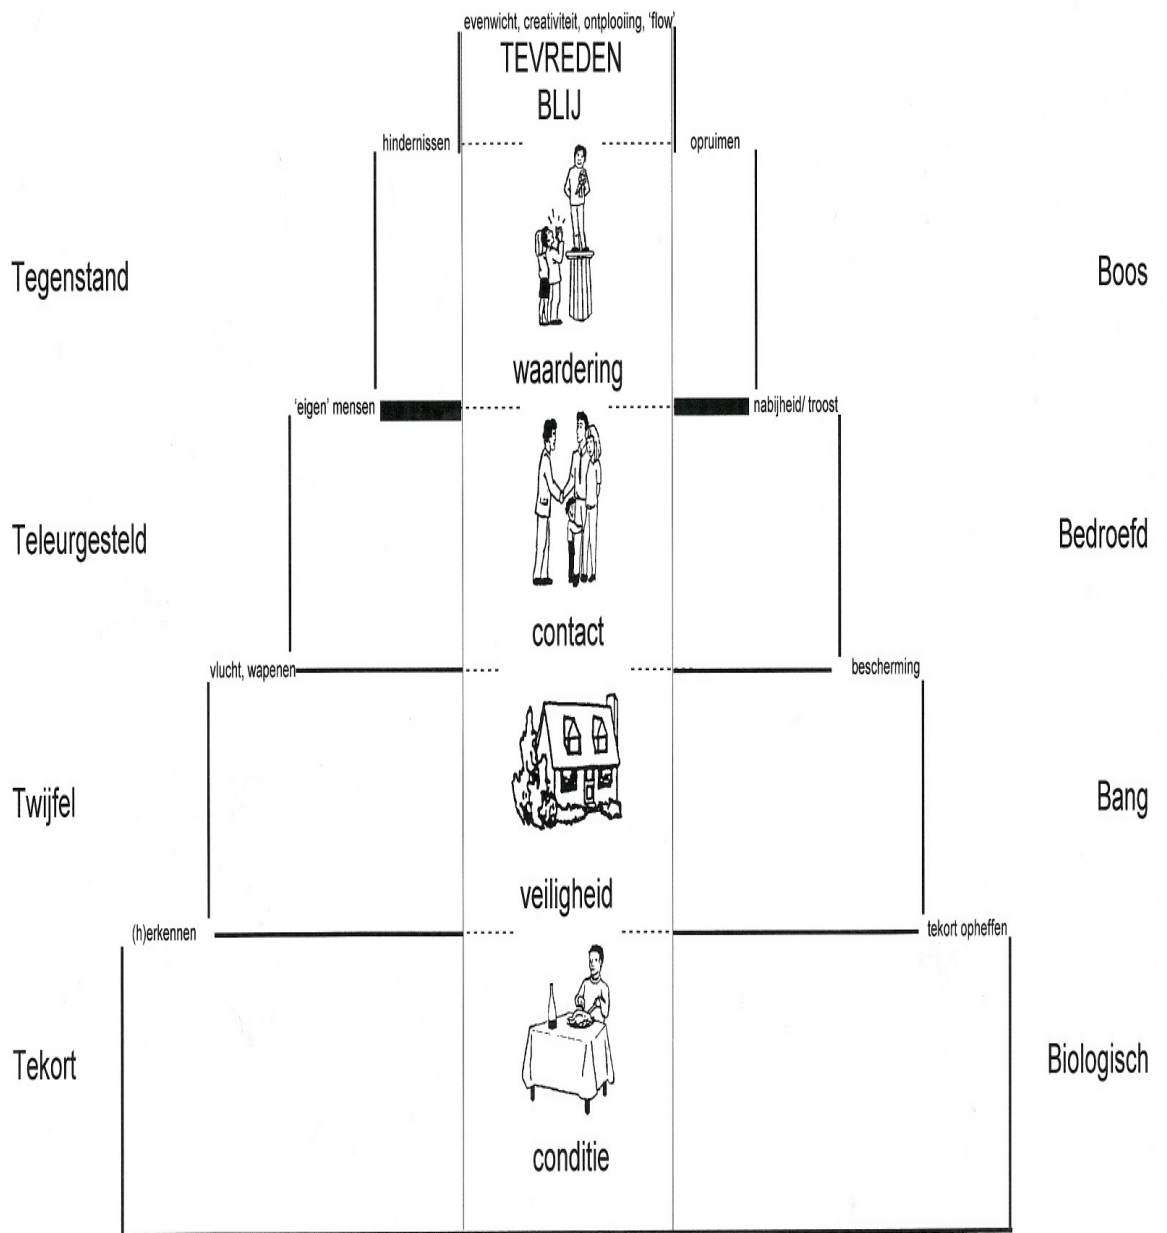 evenwicht, creativiteit, ontplooiing, 'flow'
TEVREDEN
BLIJ
hindernissen
opruimen
Tegenstand
Boos
waardering
'eigen' mensen
nabijheid/ troost
Teleurgesteld
Bedroefd
contact
vlucht, wapenen
bescherming
Twijfel
Bang
veiligheid
(h)erkennen
tekort opheffen
Tekort
Biologisch
conditie